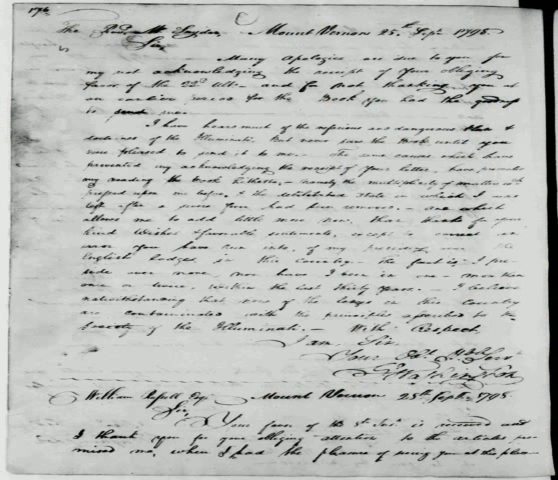 The Revd Mr Snyder Mount Vernon 25th Sepr 1798
Sir
Many apologies are due to you for
my not acknowledging the receipt of your obliging
favor of the 22d Ulto and for not thanking you at
an earlier for the Book you had the goodness
to send me.
I have heard much of the nefarious and dangerous plan &
doctrines of the Illuminati, but never saw the Book until you
were pleased to send it to me. The same causes which have
prevented my acknowledging the receipt of your letter, have prevented
my reading the Book hitherto, namely the multiplicity of matters wch
pressed upon me before, & the debilitated state in which I was
left after a fever had been removed. And which
allows me to add little more now, than thanks for your
kind wishes & favourable sentiments, except to correct an
error you have run into, of my presiding over the
English Lodges in this Country. The fact is I pre-
side over none, nor have I been in one more than
once or twice, within the last thirty years. I believe
notwithstanding that none of the Lodges in this Country
are contaminated with the principles ascribed to the
Society of the Illuminati. With Respect
I am Sir,
Your Obt Hble Servt
Go Washington
William Esqr Mount Vernon 25th Septr 1798
Sir,
Your favor of the Inst is received and
I thank you for your obliging attention to the articles pro-
mised me, when I had the pleasure of seeing you at this place